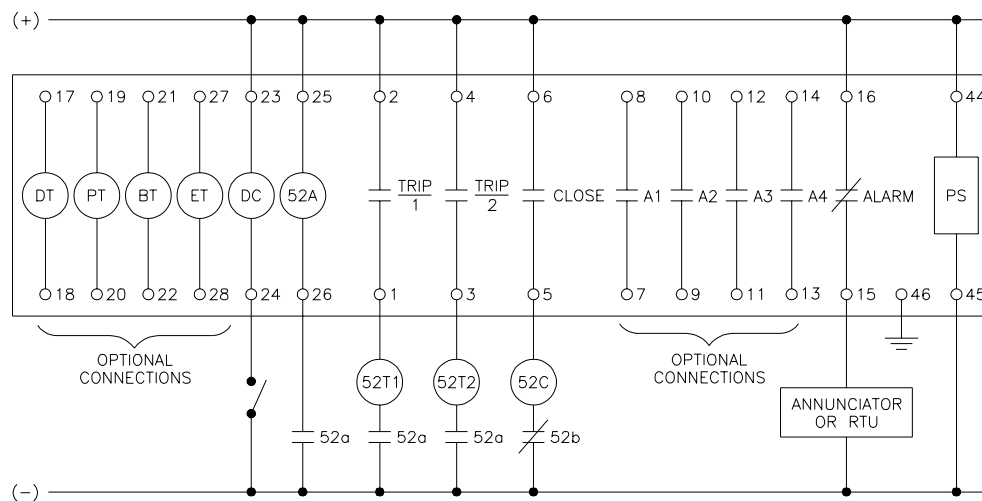 (+)
17 19 21 27 23 25 2 4 6 8 10 12 14 16 44
DT PT BT ET DC 52A TRIP 1 TRIP 2 CLOSE A1 A2 A3 A4 ALARM PS
18 20 22 28 24 26 1 3 5 7 9 11 13 15 46 45
OPTIONAL
CONNECTIONS
OPTIONAL
CONNECTIONS
52T1 52T2 52C
ANNUNCIATOR
OR RTU
52a 52a 52a 52b
(−)